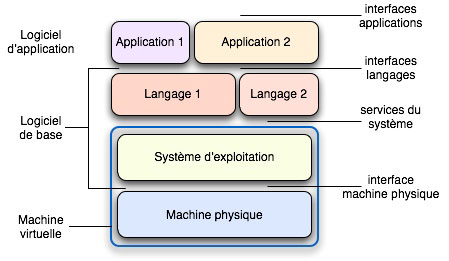 interfaces
applications
Logiciel
d'application
Application 1
Application 2
interfaces
langages
Langage 1
Langage 2
services du
système
Logiciel
de base
Système d'exploitation
interface
machine physique
Machine physique
Machine
virtuelle